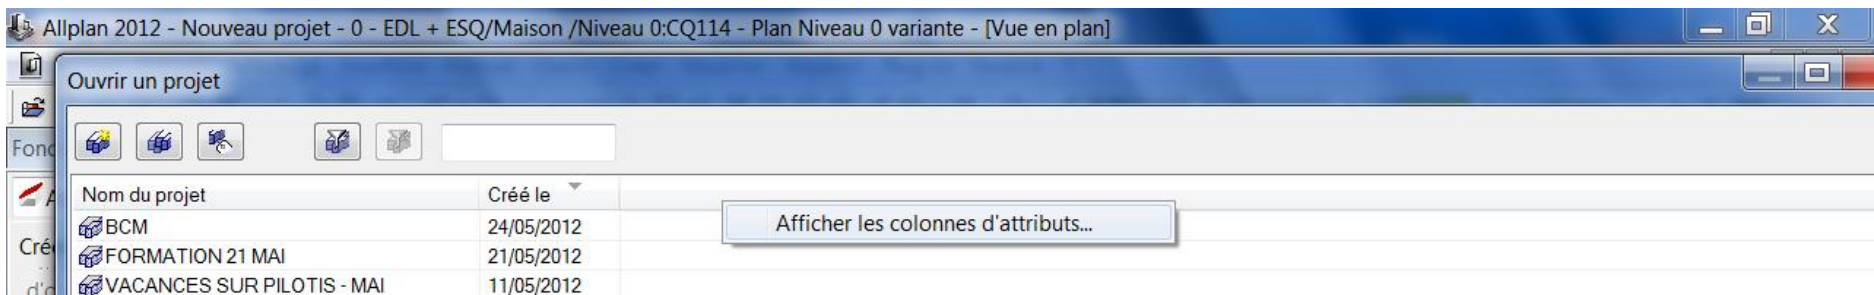 Allplan 2012 - Nouveau projet - 0 - EDL + ESQ/Maison /Niveau 0:CQ114 - Plan Niveau 0 variante - [Vue en plan]
Ouvrir un projet
Nom du projet Créé le
BCM 24/05/2012
Afficher les colonnes d'attributs...
FORMATION 21 MAI 21/05/2012
VACANCES SUR PILOTIS - MAI 11/05/2012